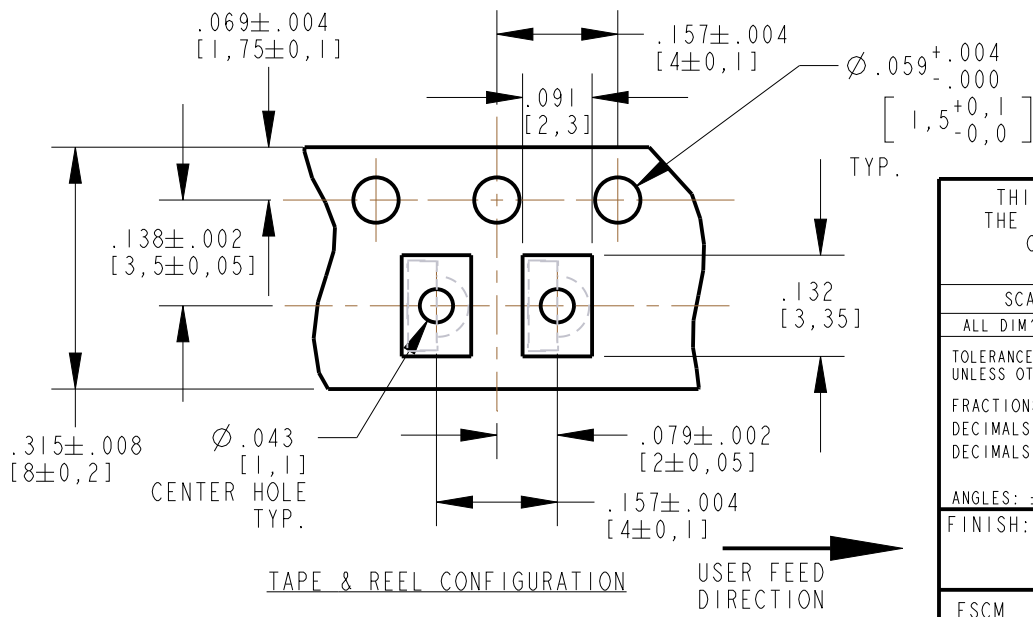 .069±.004
[1,75±0,1]
.157±.004
[4±0,1]
.091
[2,3]
Ø.059 +.004 -.000
[1,5 +0,1 -0,0]
TYP.
.138±.002
[3,5±0,05]
.132
[3,35]
.315±.008
[8±0,2]
Ø.043
[1,1]
CENTER HOLE
TYP.
.079±.002
[2±0,05]
.157±.004
[4±0,1]
TAPE & REEL CONFIGURATION
USER FEED
DIRECTION
THI
THE
SCA
ALL DIM'
TOLERANCE
UNLESS OT
FRACTION
DECIMALS
DECIMALS
ANGLES: ±
FINISH:
FSCM